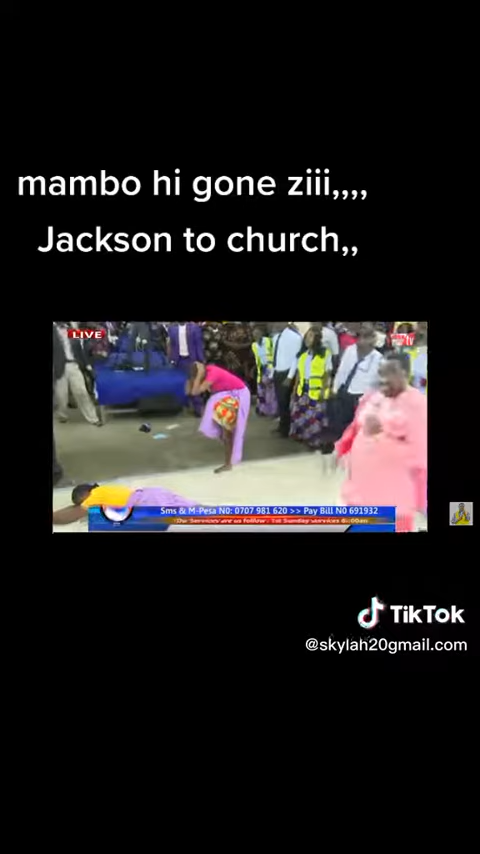 mambo hi gone ziii,,,,
Jackson to church,,
LIVE
TV
Sms & M-Pesa N0: 0707 981 620 >> Pay Bill N0 691932
TikTok
@skylah20gmail.com